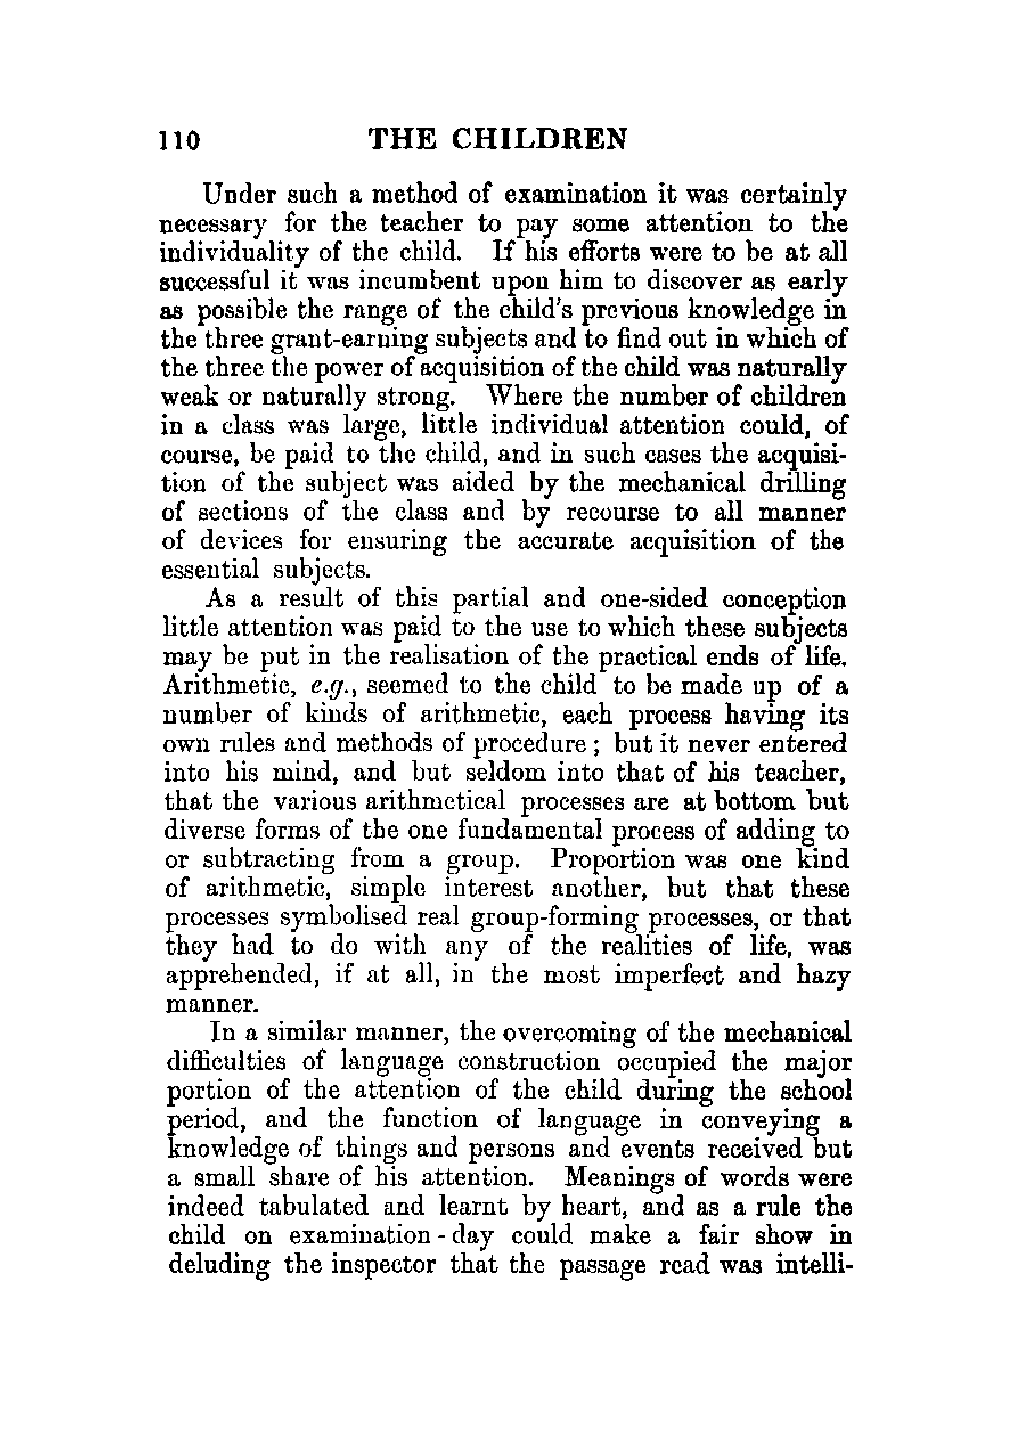 110 THE CHILDREN
Under such a method of examination it was certainly
necessary for the teacher to pay some attention to the
individuality of the child. If his efforts were to be at all
successful it was incumbent upon him to discover as early
as possible the range of the child's previous knowledge in
the three grant-earning subjects and to find out in which of
the three the power of acquisition of the child was naturally
weak or naturally strong. Where the number of children
in a class was large, little individual attention could, of
course, be paid to the child, and in such cases the acquisi-
tion of the subject was aided by the mechanical drilling
of sections of the class and by recourse to all manner
of devices for ensuring the accurate acquisition of the
essential subjects.
As a result of this partial and one-sided conception
little attention was paid to the use to which these subjects
may be put in the realisation of the practical ends of life.
Arithmetic, e.g., seemed to the child to be made up of a
number of kinds of arithmetic, each process having its
own rules and methods of procedure; but it never entered
into his mind, and but seldom into that of his teacher,
that the various arithmetical processes are at bottom but
diverse forms of the one fundamental process of adding to
or subtracting from a group. Proportion was one kind
of arithmetic, simple interest another, but that these
processes symbolised real group-forming processes, or that
they had to do with any of the realities of life, was
apprehended, if at all, in the most imperfect and hazy
manner.
In a similar manner, the overcoming of the mechanical
difficulties of language construction occupied the major
portion of the attention of the child during the school
period, and the function of language in conveying a
knowledge of things and persons and events received but
a small share of his attention. Meanings of words were
indeed tabulated and learnt by heart, and as a rule the
child on examination-day could make a fair show in
deluding the inspector that the passage read was intelli-